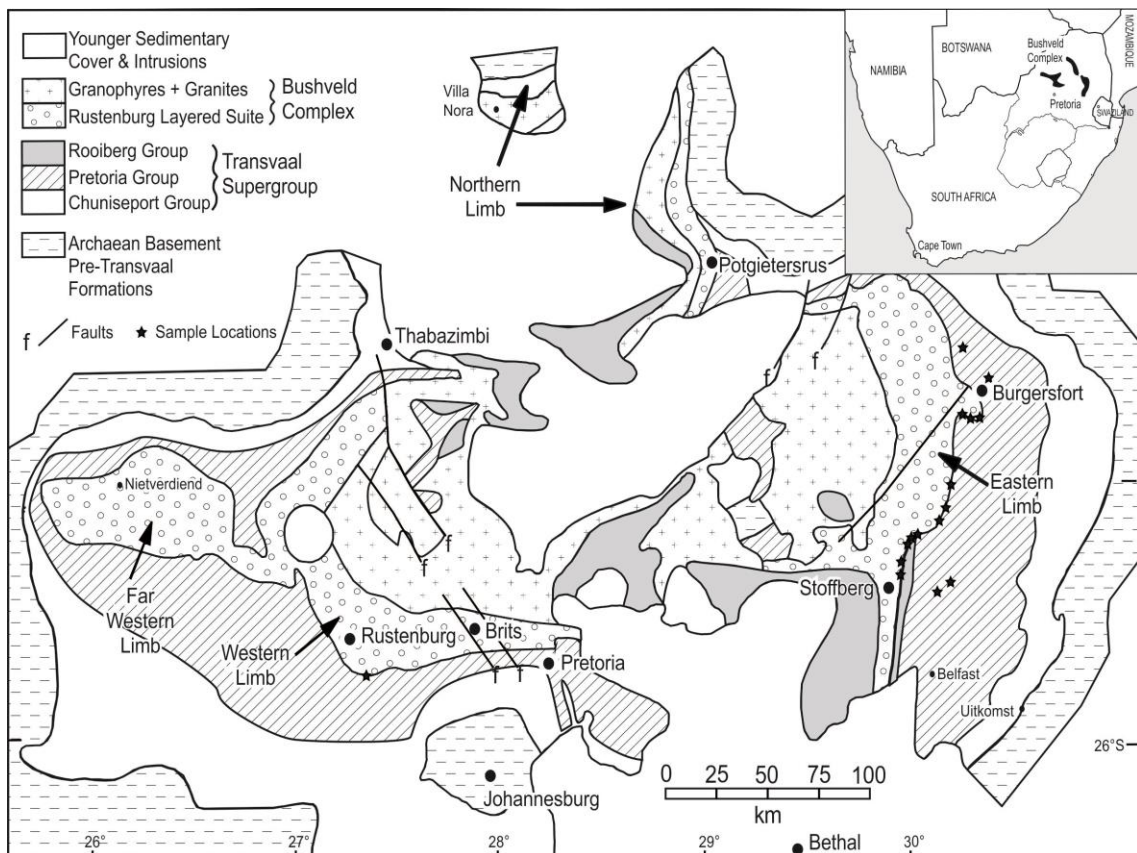 Younger Sedimentary
Cover & Intrusions
Granophyres + Granites
Rustenburg Layered Suite
Bushveld
Complex
Rooiberg Group
Pretoria Group
Chuniseport Group
Transvaal
Supergroup
Archaean Basement
Pre-Transvaal
Formations
f
Faults
Sample Locations
Villa
Nora
Northern
Limb
Potgietersrus
Thabazimbi
f
f
Burgersfort
Eastern
Limb
Nietverdiend
Far
Western
Limb
f
f
Western
Limb
Rustenburg
Brits
f
f
Pretoria
Stoffberg
Belfast
Uitkomst
26°S
Johannesburg
0 25 50 75 100
km
26°
27°
28°
29°
30°
Bethal
NAMIBIA
BOTSWANA
Bushveld
Complex
MOZAMBIQUE
Pretoria
SWAZILAND
SOUTH AFRICA
Cape Town